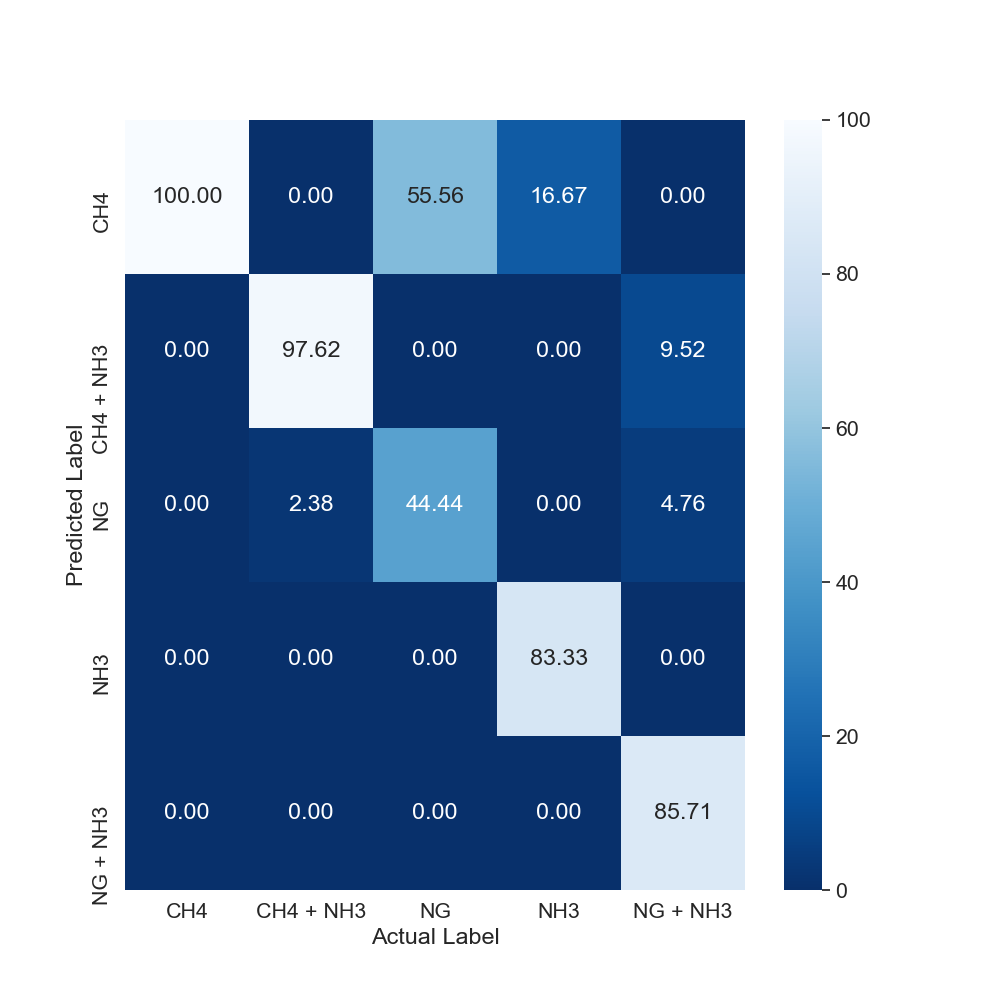 100
CH4
100.00 0.00 55.56 16.67 0.00
80
CH4 + NH3
0.00 97.62 0.00 0.00 9.52
60
Predicted Label
NG
0.00 2.38 44.44 0.00 4.76
40
NH3
0.00 0.00 0.00 83.33 0.00
20
NG + NH3
0.00 0.00 0.00 0.00 85.71
0
CH4 CH4 + NH3 NG NH3 NG + NH3
Actual Label